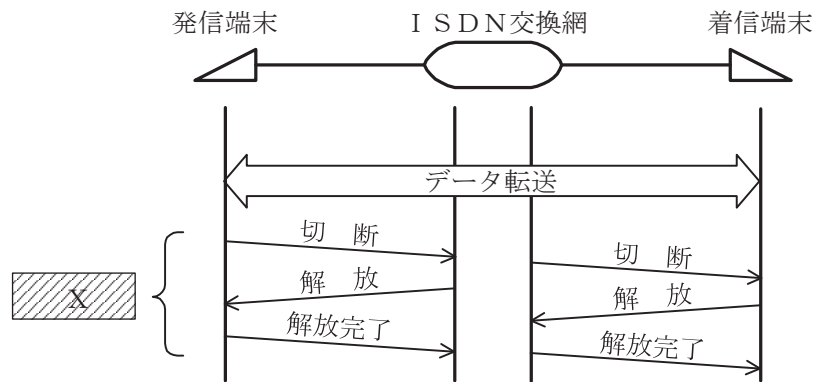 発信端末
ISDN交換網
着信端末
データ転送
切 断
切 断
解 放
解 放
X
解放完了
解放完了